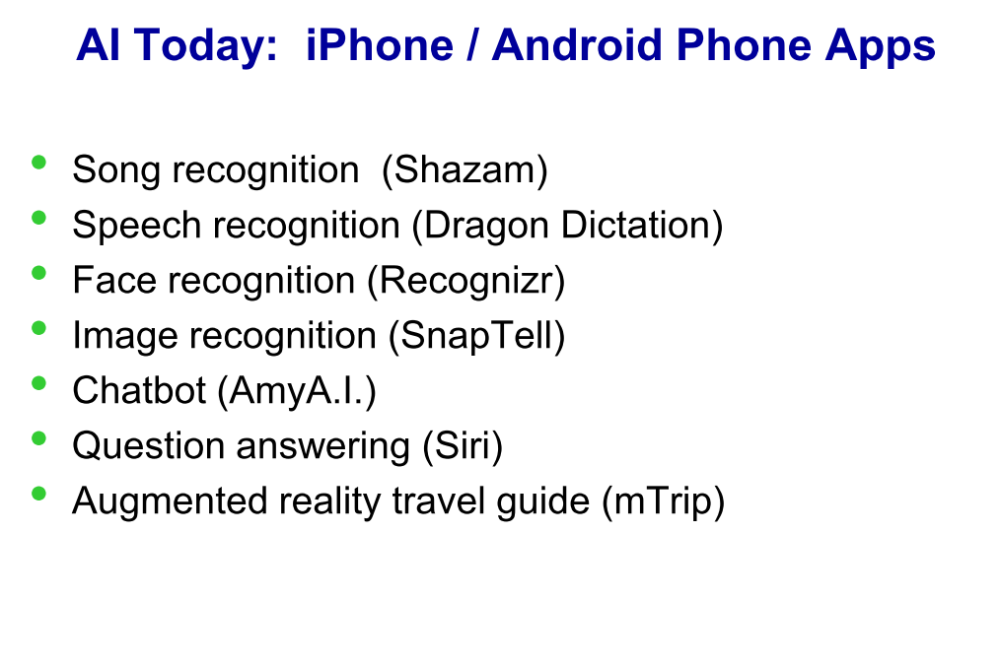 AI Today:  iPhone / Android Phone Apps
• Song recognition  (Shazam)
• Speech recognition (Dragon Dictation)
• Face recognition (Recognizr)
• Image recognition (SnapTell)
• Chatbot (AmyA.I.)
• Question answering (Siri)
• Augmented reality travel guide (mTrip)